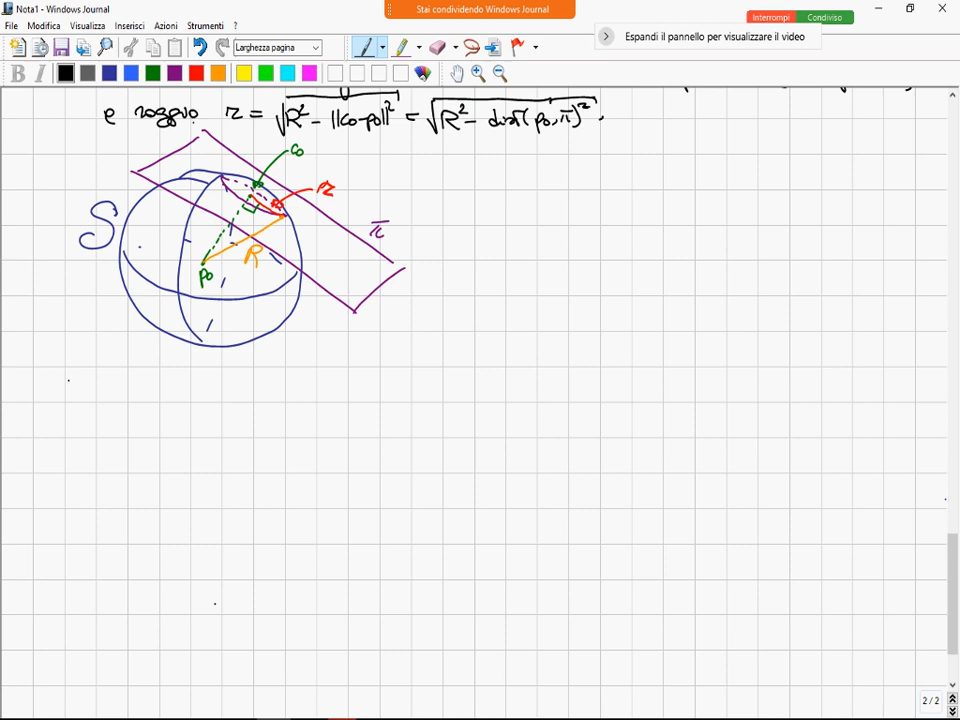 Nota1 - Windows Journal
Stai condividendo Windows Journal
Interrompi
Condiviso
File Modifica Visualizza Inserisci Azioni Strumenti ?
Espandi il pannello per visualizzare il video
Larghezza pagina
B I
e raggio r = √(R² - ||c₀-p₀||²) = √(R² - dist(p₀, π)²),
c₀
r
S
π
R
p₀
2 / 2